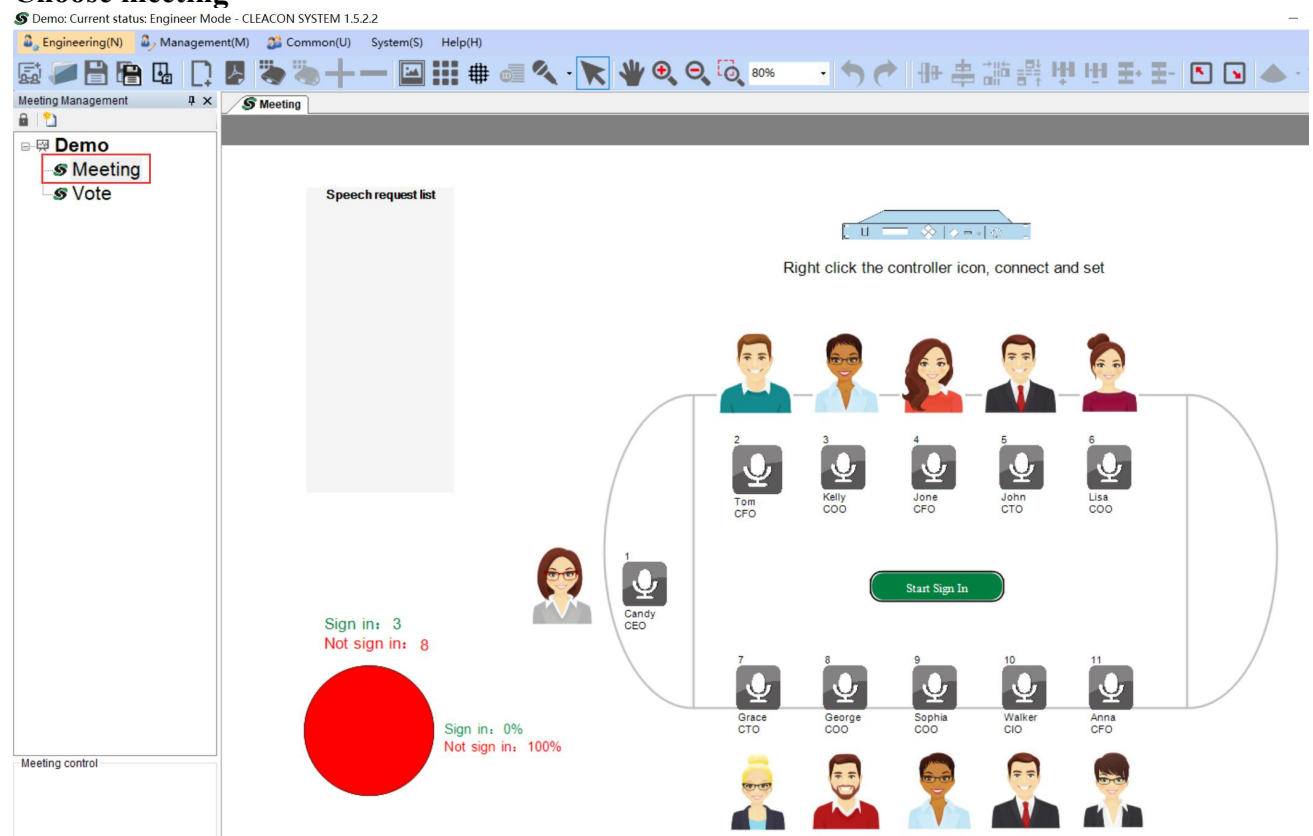 Choose meeting
Demo: Current status: Engineer Mode - CLEACON SYSTEM 1.5.2.2
Engineering(N) Management(M) Common(U) System(S) Help(H)
80%
Meeting Management
Meeting
Demo
Meeting
Vote
Speech request list
Right click the controller icon, connect and set
2 3 4 5 6
Tom Kelly Jone John Lisa
CFO COO CFO CTO COO
1
Candy
CEO
Start Sign In
Sign in: 3
Not sign in: 8
7 8 9 10 11
Grace George Sophia Walker Anna
CTO COO COO CIO CFO
Sign in: 0%
Not sign in: 100%
Meeting control